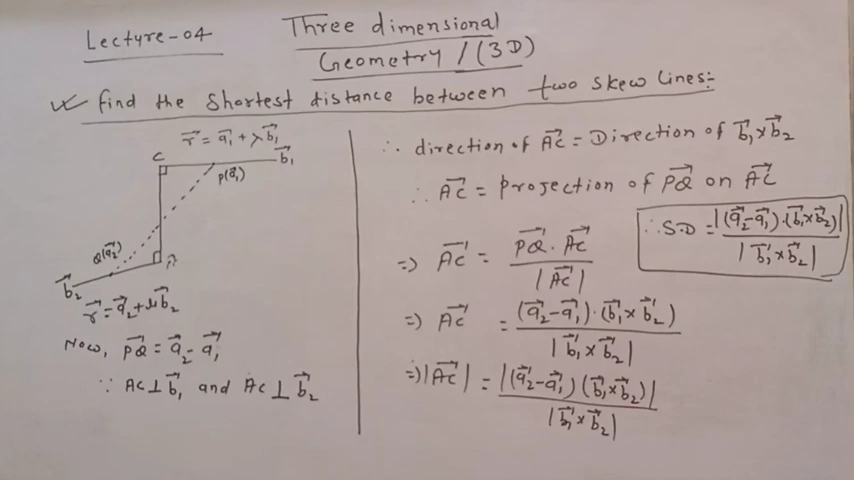 Lecture-04
Three dimensional
Geometry / (3D)
✓ find the Shortest distance between two skew lines:-
r⃗ = a⃗₁ + λb⃗₁
C
b⃗₁
P(a⃗₁)
Q(a⃗₂)
A
b⃗₂
r⃗ = a⃗₂ + μb⃗₂
Now, PQ⃗ = a⃗₂ - a⃗₁
∵ AC ⊥ b⃗₁ and AC ⊥ b⃗₂
∴ direction of AC⃗ = Direction of b⃗₁ × b⃗₂
∴ AC⃗ = Projection of PQ⃗ on AC⃗
⇒ AC⃗ = PQ⃗ · AC⃗ / |AC⃗|
∴ S.D = |(a⃗₂ - a⃗₁) · (b⃗₁ × b⃗₂)| / |b⃗₁ × b⃗₂|
⇒ AC⃗ = (a⃗₂ - a⃗₁) · (b⃗₁ × b⃗₂) / |b⃗₁ × b⃗₂|
⇒ |AC⃗| = |(a⃗₂ - a⃗₁) (b⃗₁ × b⃗₂)| / |b⃗₁ × b⃗₂|